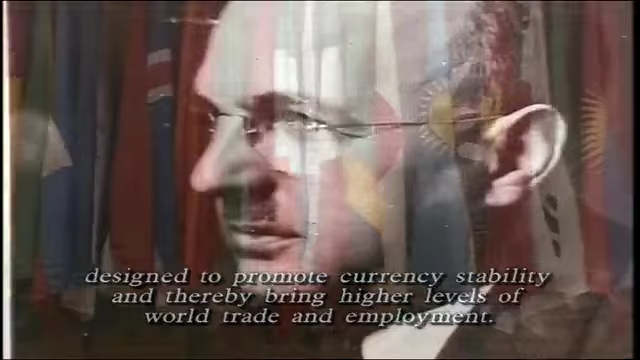 designed to promote currency stability
and thereby bring higher levels of
world trade and employment.